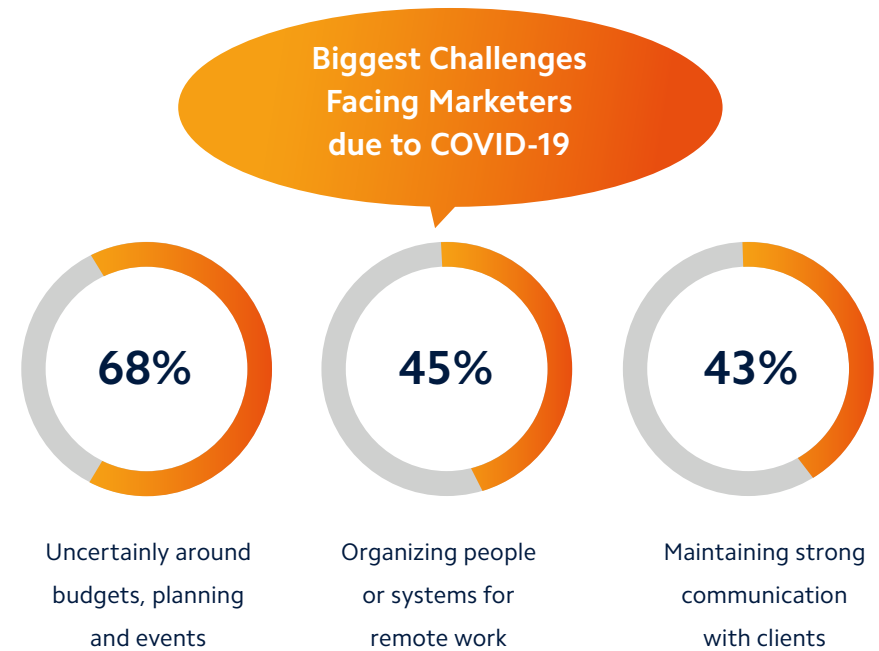 Biggest Challenges
Facing Marketers
due to COVID-19
68%
45%
43%
Uncertainly around
budgets, planning
and events
Organizing people
or systems for
remote work
Maintaining strong
communication
with clients